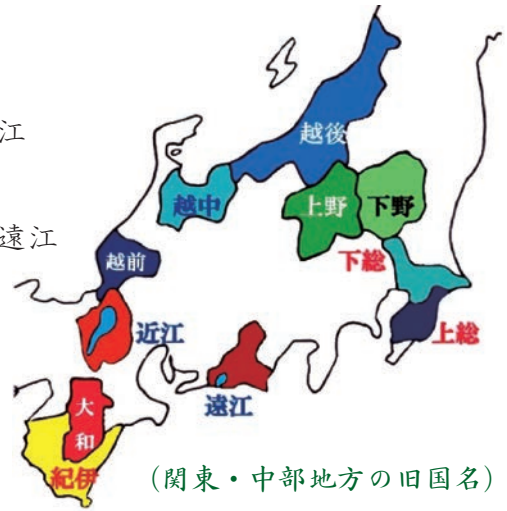 江
遠江
越後
越中
上野
下野
越前
下総
近江
上総
遠江
大和
紀伊
(関東・中部地方の旧国名)